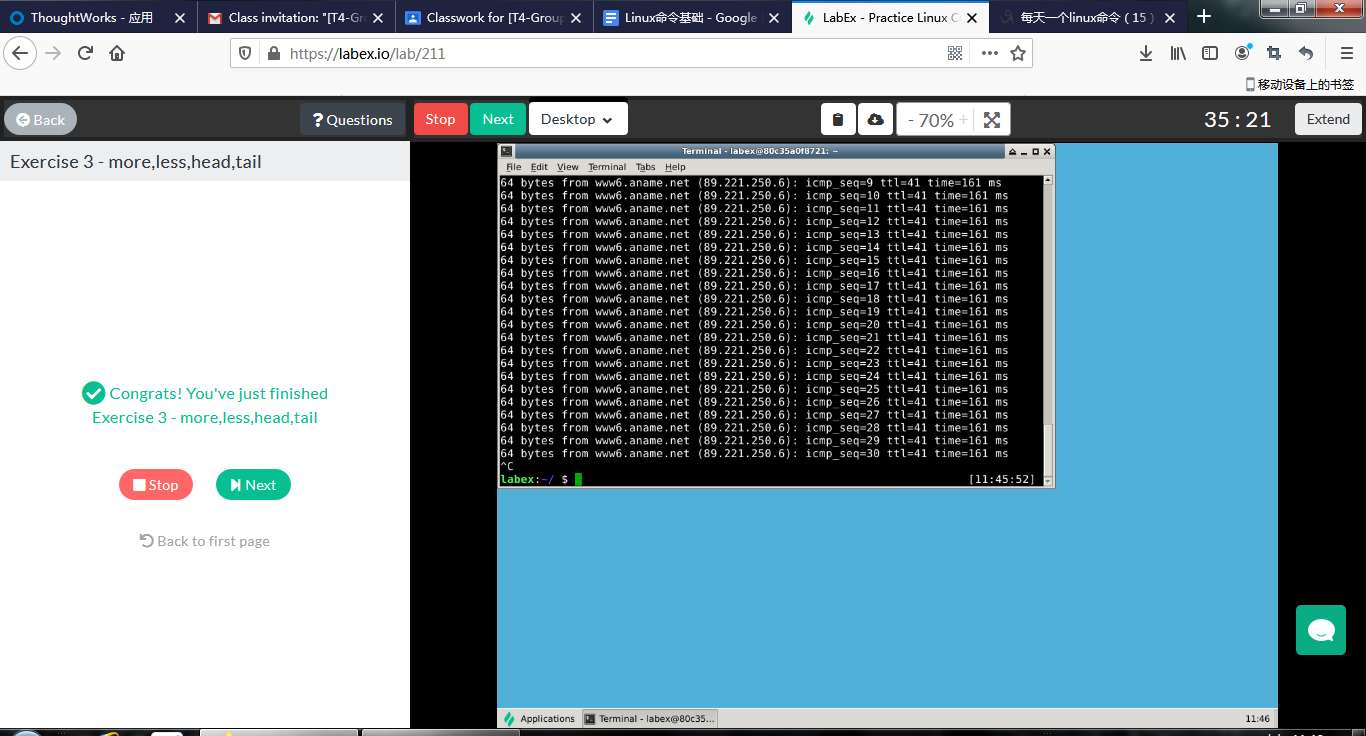 ThoughtWorks - 应用
Class invitation: "[T4-Gro
Classwork for [T4-Group
Linux命令基础 - Google
LabEx - Practice Linux C
每天一个linux命令（15）
https://labex.io/lab/211
移动设备上的书签
Back
? Questions
Stop
Next
Desktop
- 70% +
35 : 21
Extend
Exercise 3 - more,less,head,tail
Congrats! You've just finished
Exercise 3 - more,less,head,tail
Stop
Next
Back to first page
Terminal - labex@80c35a0f8721: ~
File Edit View Terminal Tabs Help
64 bytes from www6.aname.net (89.221.250.6): icmp_seq=9 ttl=41 time=161 ms
64 bytes from www6.aname.net (89.221.250.6): icmp_seq=10 ttl=41 time=161 ms
64 bytes from www6.aname.net (89.221.250.6): icmp_seq=11 ttl=41 time=161 ms
64 bytes from www6.aname.net (89.221.250.6): icmp_seq=12 ttl=41 time=161 ms
64 bytes from www6.aname.net (89.221.250.6): icmp_seq=13 ttl=41 time=161 ms
64 bytes from www6.aname.net (89.221.250.6): icmp_seq=14 ttl=41 time=161 ms
64 bytes from www6.aname.net (89.221.250.6): icmp_seq=15 ttl=41 time=161 ms
64 bytes from www6.aname.net (89.221.250.6): icmp_seq=16 ttl=41 time=161 ms
64 bytes from www6.aname.net (89.221.250.6): icmp_seq=17 ttl=41 time=161 ms
64 bytes from www6.aname.net (89.221.250.6): icmp_seq=18 ttl=41 time=161 ms
64 bytes from www6.aname.net (89.221.250.6): icmp_seq=19 ttl=41 time=161 ms
64 bytes from www6.aname.net (89.221.250.6): icmp_seq=20 ttl=41 time=161 ms
64 bytes from www6.aname.net (89.221.250.6): icmp_seq=21 ttl=41 time=161 ms
64 bytes from www6.aname.net (89.221.250.6): icmp_seq=22 ttl=41 time=161 ms
64 bytes from www6.aname.net (89.221.250.6): icmp_seq=23 ttl=41 time=161 ms
64 bytes from www6.aname.net (89.221.250.6): icmp_seq=24 ttl=41 time=161 ms
64 bytes from www6.aname.net (89.221.250.6): icmp_seq=25 ttl=41 time=161 ms
64 bytes from www6.aname.net (89.221.250.6): icmp_seq=26 ttl=41 time=161 ms
64 bytes from www6.aname.net (89.221.250.6): icmp_seq=27 ttl=41 time=161 ms
64 bytes from www6.aname.net (89.221.250.6): icmp_seq=28 ttl=41 time=161 ms
64 bytes from www6.aname.net (89.221.250.6): icmp_seq=29 ttl=41 time=161 ms
64 bytes from www6.aname.net (89.221.250.6): icmp_seq=30 ttl=41 time=161 ms
^C
labex:~/ $ [11:45:52]
Applications
Terminal - labex@80c35...
11:46